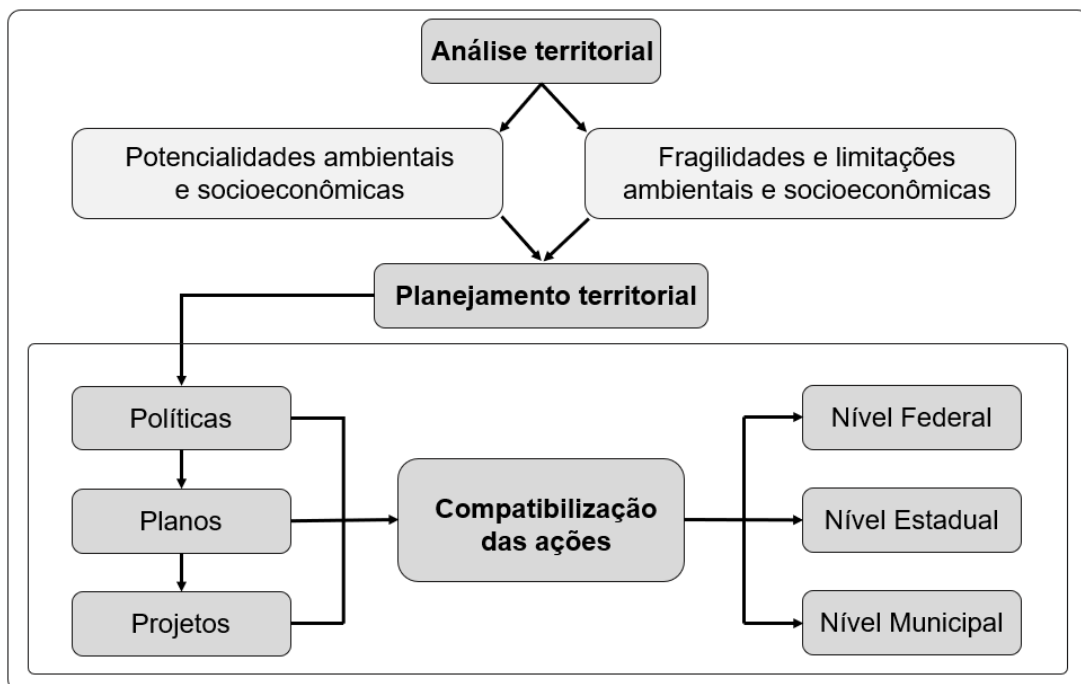 Análise territorial
Potencialidades ambientais
e socioeconômicas
Fragilidades e limitações
ambientais e socioeconômicas
Planejamento territorial
Políticas
Planos
Projetos
Compatibilização
das ações
Nível Federal
Nível Estadual
Nível Municipal